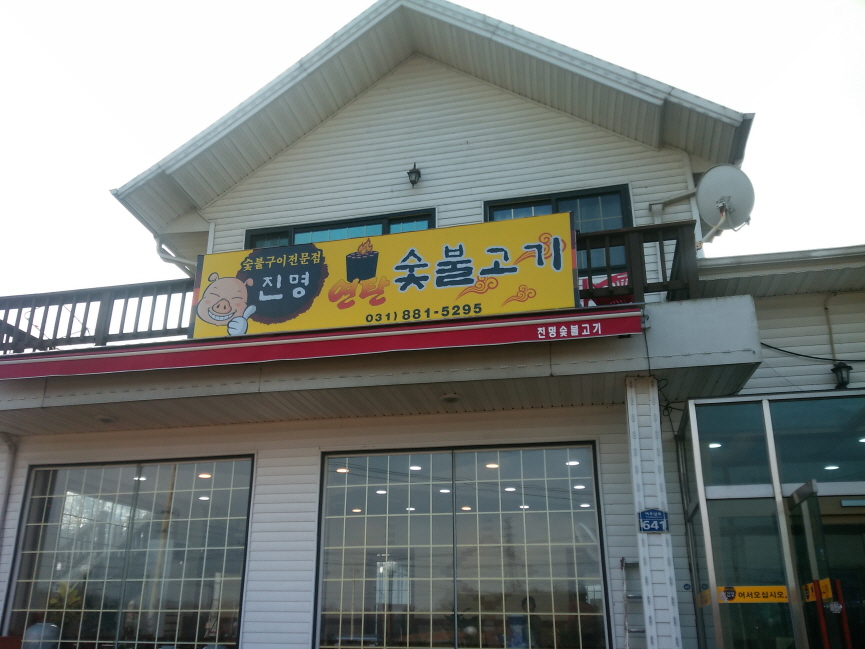 숯불구이전문점
진명
연탄 숯불고기
031) 881-5295
진명숯불고기
641
어서오십시오